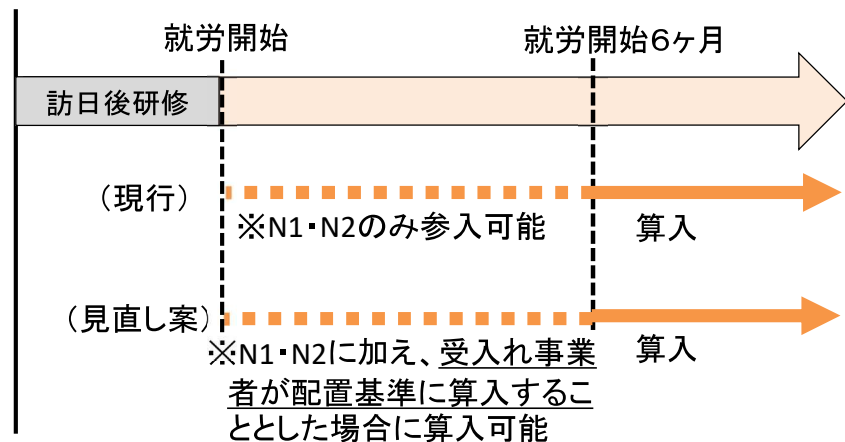 就労開始
就労開始6ヶ月
訪日後研修
(現行)
※N1・N2のみ参入可能
算入
(見直し案)
※N1・N2に加え、受入れ事業
者が配置基準に算入するこ
ととした場合に算入可能
算入